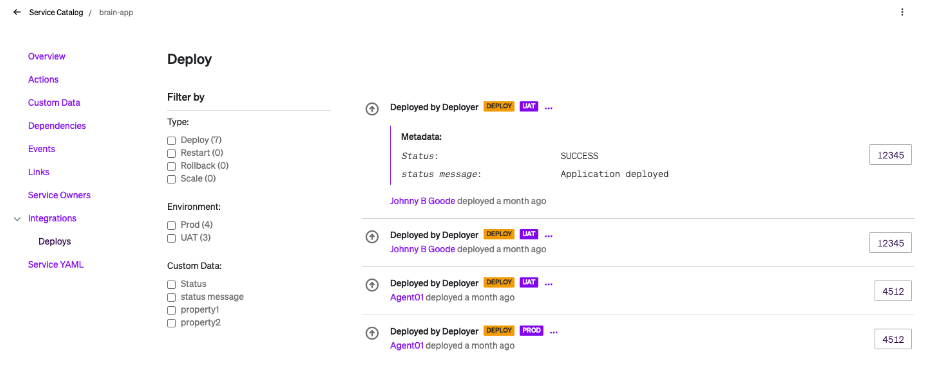 Service Catalog / brain-app
Overview
Actions
Custom Data
Dependencies
Events
Links
Service Owners
Integrations
Deploys
Service YAML
Deploy
Filter by
Type:
Deploy (7)
Restart (0)
Rollback (0)
Scale (0)
Environment:
Prod (4)
UAT (3)
Custom Data:
Status
status message
property1
property2
Deployed by Deployer DEPLOY UAT ...
Metadata:
Status: SUCCESS
status message: Application deployed
12345
Johnny B Goode deployed a month ago
Deployed by Deployer DEPLOY UAT ...
Johnny B Goode deployed a month ago
12345
Deployed by Deployer DEPLOY UAT ...
Agent01 deployed a month ago
4512
Deployed by Deployer DEPLOY PROD ...
Agent01 deployed a month ago
4512